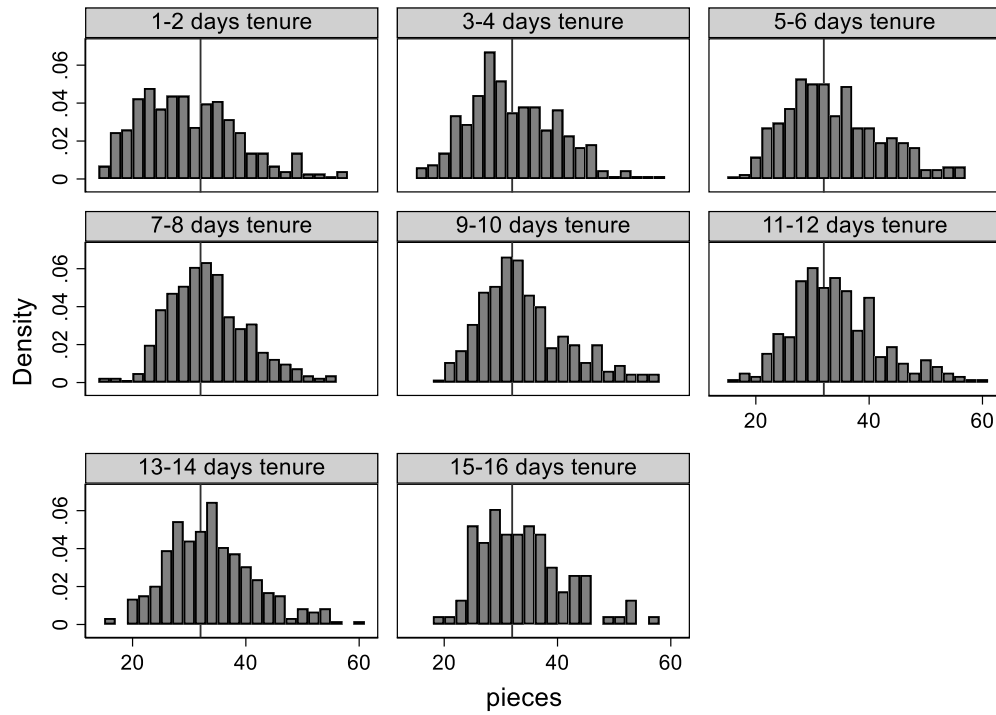 1-2 days tenure
3-4 days tenure
5-6 days tenure
0 .02 .04 .06
7-8 days tenure
9-10 days tenure
11-12 days tenure
0 .02 .04 .06
20 40 60
13-14 days tenure
15-16 days tenure
0 .02 .04 .06
20 40 60
20 40 60
Density
pieces